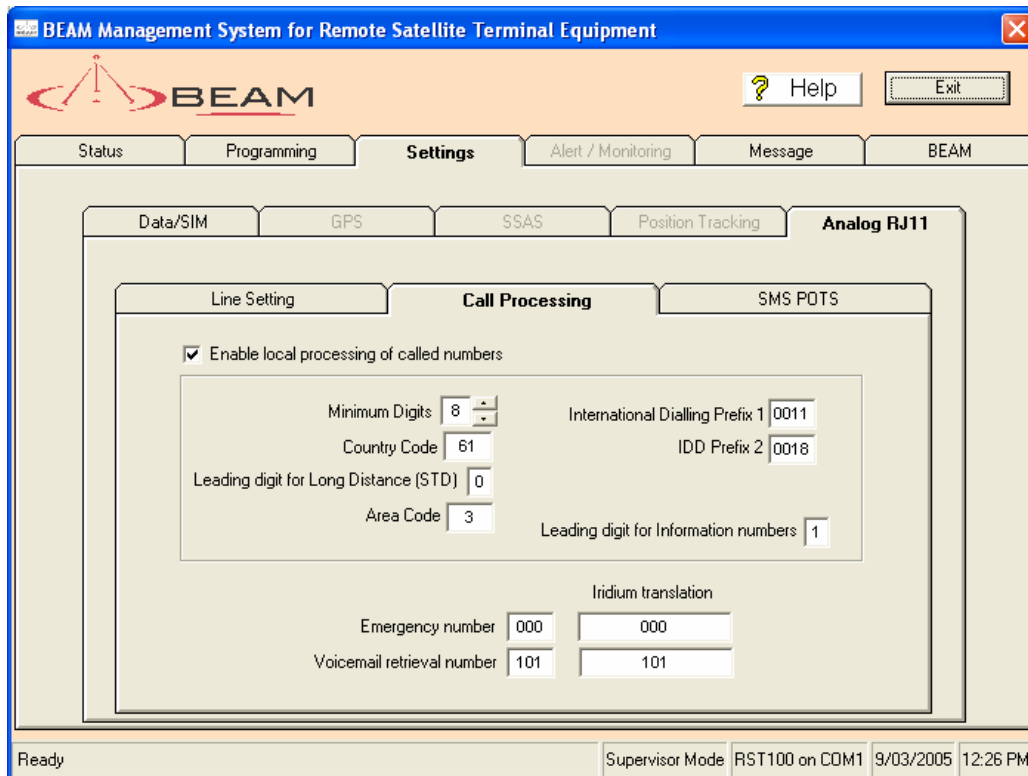 BEAM Management System for Remote Satellite Terminal Equipment
BEAM
Help
Exit
Status
Programming
Settings
Alert / Monitoring
Message
BEAM
Data/SIM
GPS
SSAS
Position Tracking
Analog RJ11
Line Setting
Call Processing
SMS POTS
Enable local processing of called numbers
Minimum Digits 8
International Dialling Prefix 1 0011
Country Code 61
IDD Prefix 2 0018
Leading digit for Long Distance (STD) 0
Area Code 3
Leading digit for Information numbers 1
Iridium translation
Emergency number 000 000
Voicemail retrieval number 101 101
Ready
Supervisor Mode
RST100 on COM1
9/03/2005
12:26 PM